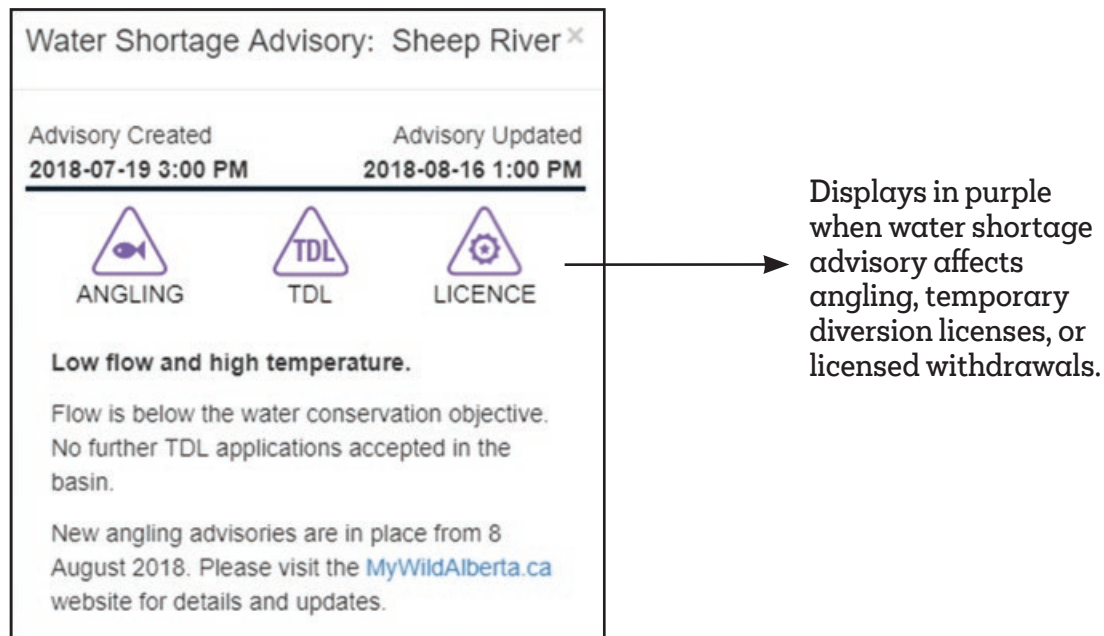 Water Shortage Advisory: Sheep River ×
Advisory Created Advisory Updated
2018-07-19 3:00 PM 2018-08-16 1:00 PM
TDL
ANGLING TDL LICENCE
Low flow and high temperature.
Flow is below the water conservation objective.
No further TDL applications accepted in the
basin.
New angling advisories are in place from 8
August 2018. Please visit the MyWildAlberta.ca
website for details and updates.
Displays in purple
when water shortage
advisory affects
angling, temporary
diversion licenses, or
licensed withdrawals.